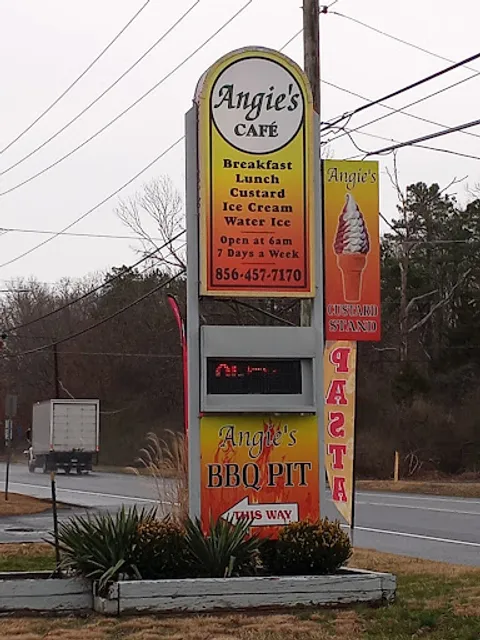 Angie's
CAFÉ
Breakfast
Lunch
Custard
Ice Cream
Water Ice
Open at 6am
7 Days a Week
856-457-7170
Angie's
CUSTARD
STAND
PASTA
Angie's
BBQ PIT
THIS WAY